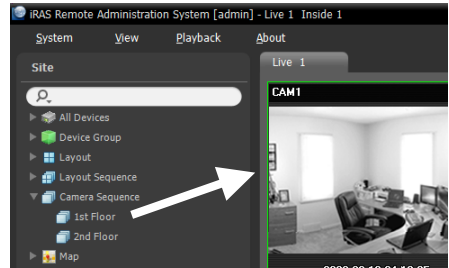 iRAS Remote Administration System [admin] - Live 1 Inside 1
System View Playback About
Site
Live 1
CAM1
All Devices
Device Group
Layout
Layout Sequence
Camera Sequence
1st Floor
2nd Floor
Map